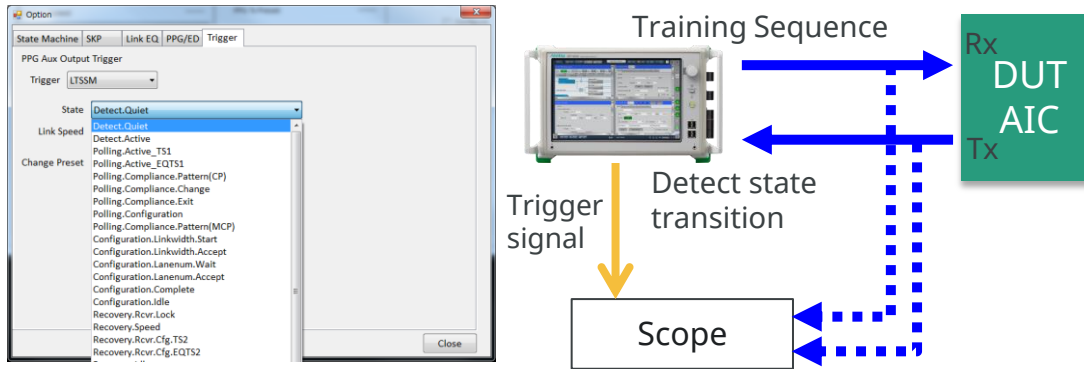 Option
State Machine SKP Link EQ PPG/ED Trigger
PPG Aux Output Trigger
Trigger LTSSM
State Detect.Quiet
Link Speed
Change Preset
Detect.Quiet
Detect.Active
Polling.Active_TS1
Polling.Active_EQTS1
Polling.Compliance.Pattern(CP)
Polling.Compliance.Change
Polling.Compliance.Exit
Polling.Configuration
Polling.Compliance.Pattern(MCP)
Configuration.Linkwidth.Start
Configuration.Linkwidth.Accept
Configuration.Lanenum.Wait
Configuration.Lanenum.Accept
Configuration.Complete
Configuration.Idle
Recovery.Rcvr.Lock
Recovery.Speed
Recovery.Rcvr.Cfg.TS2
Recovery.Rcvr.Cfg.EQTS2
Close
Training Sequence
Rx
DUT
AIC
Tx
Detect state
transition
Trigger
signal
Scope